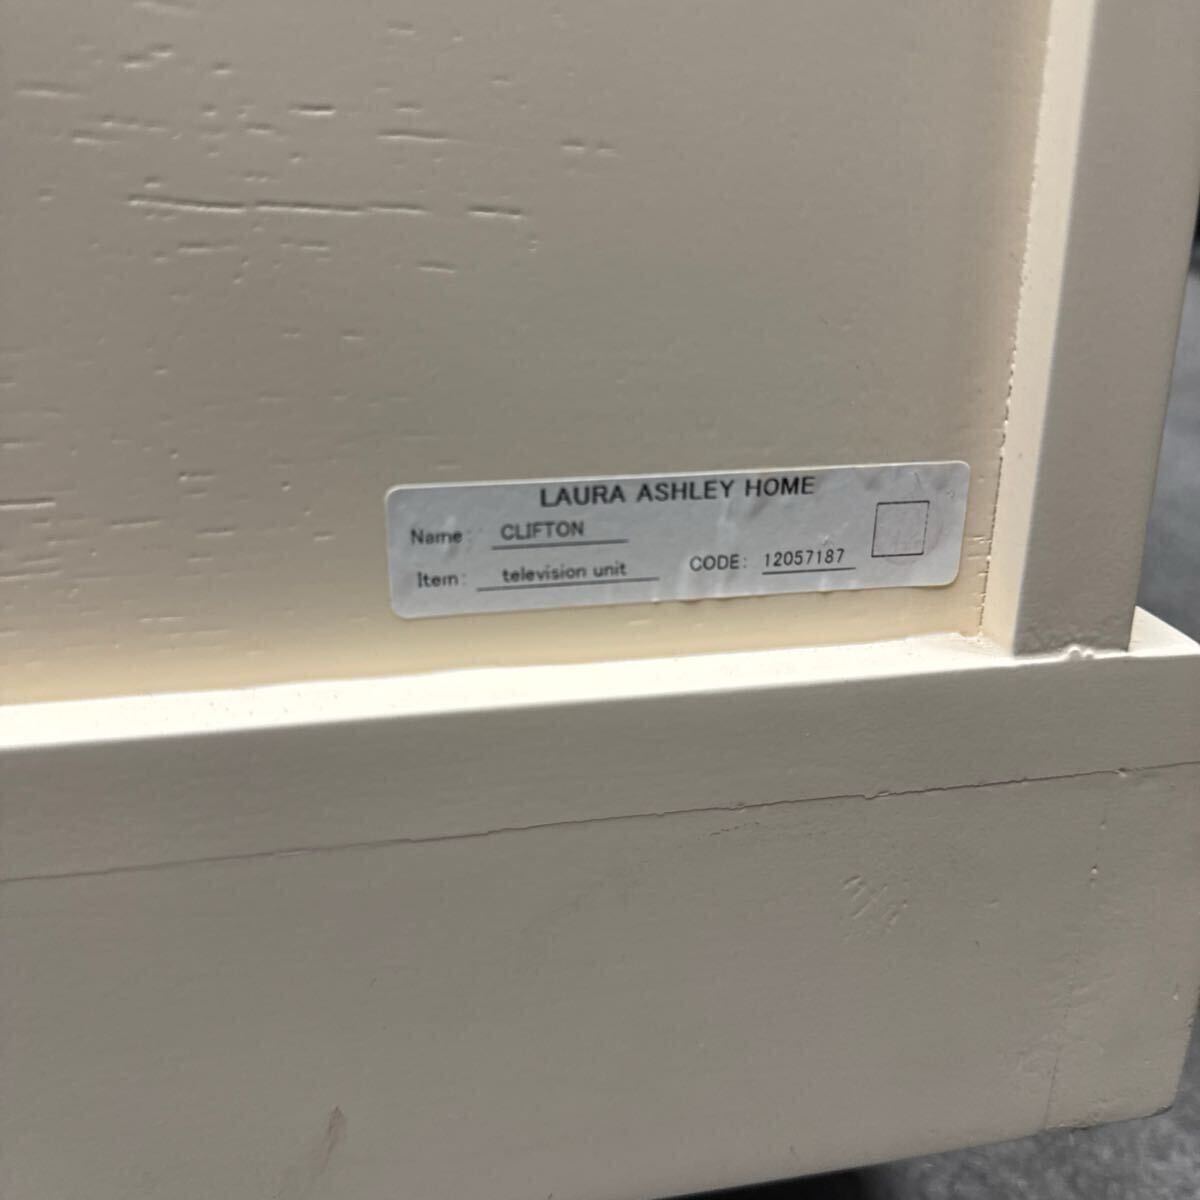 LAURA ASHLEY HOME
Name: CLIFTON
Item: television unit CODE: 12057187